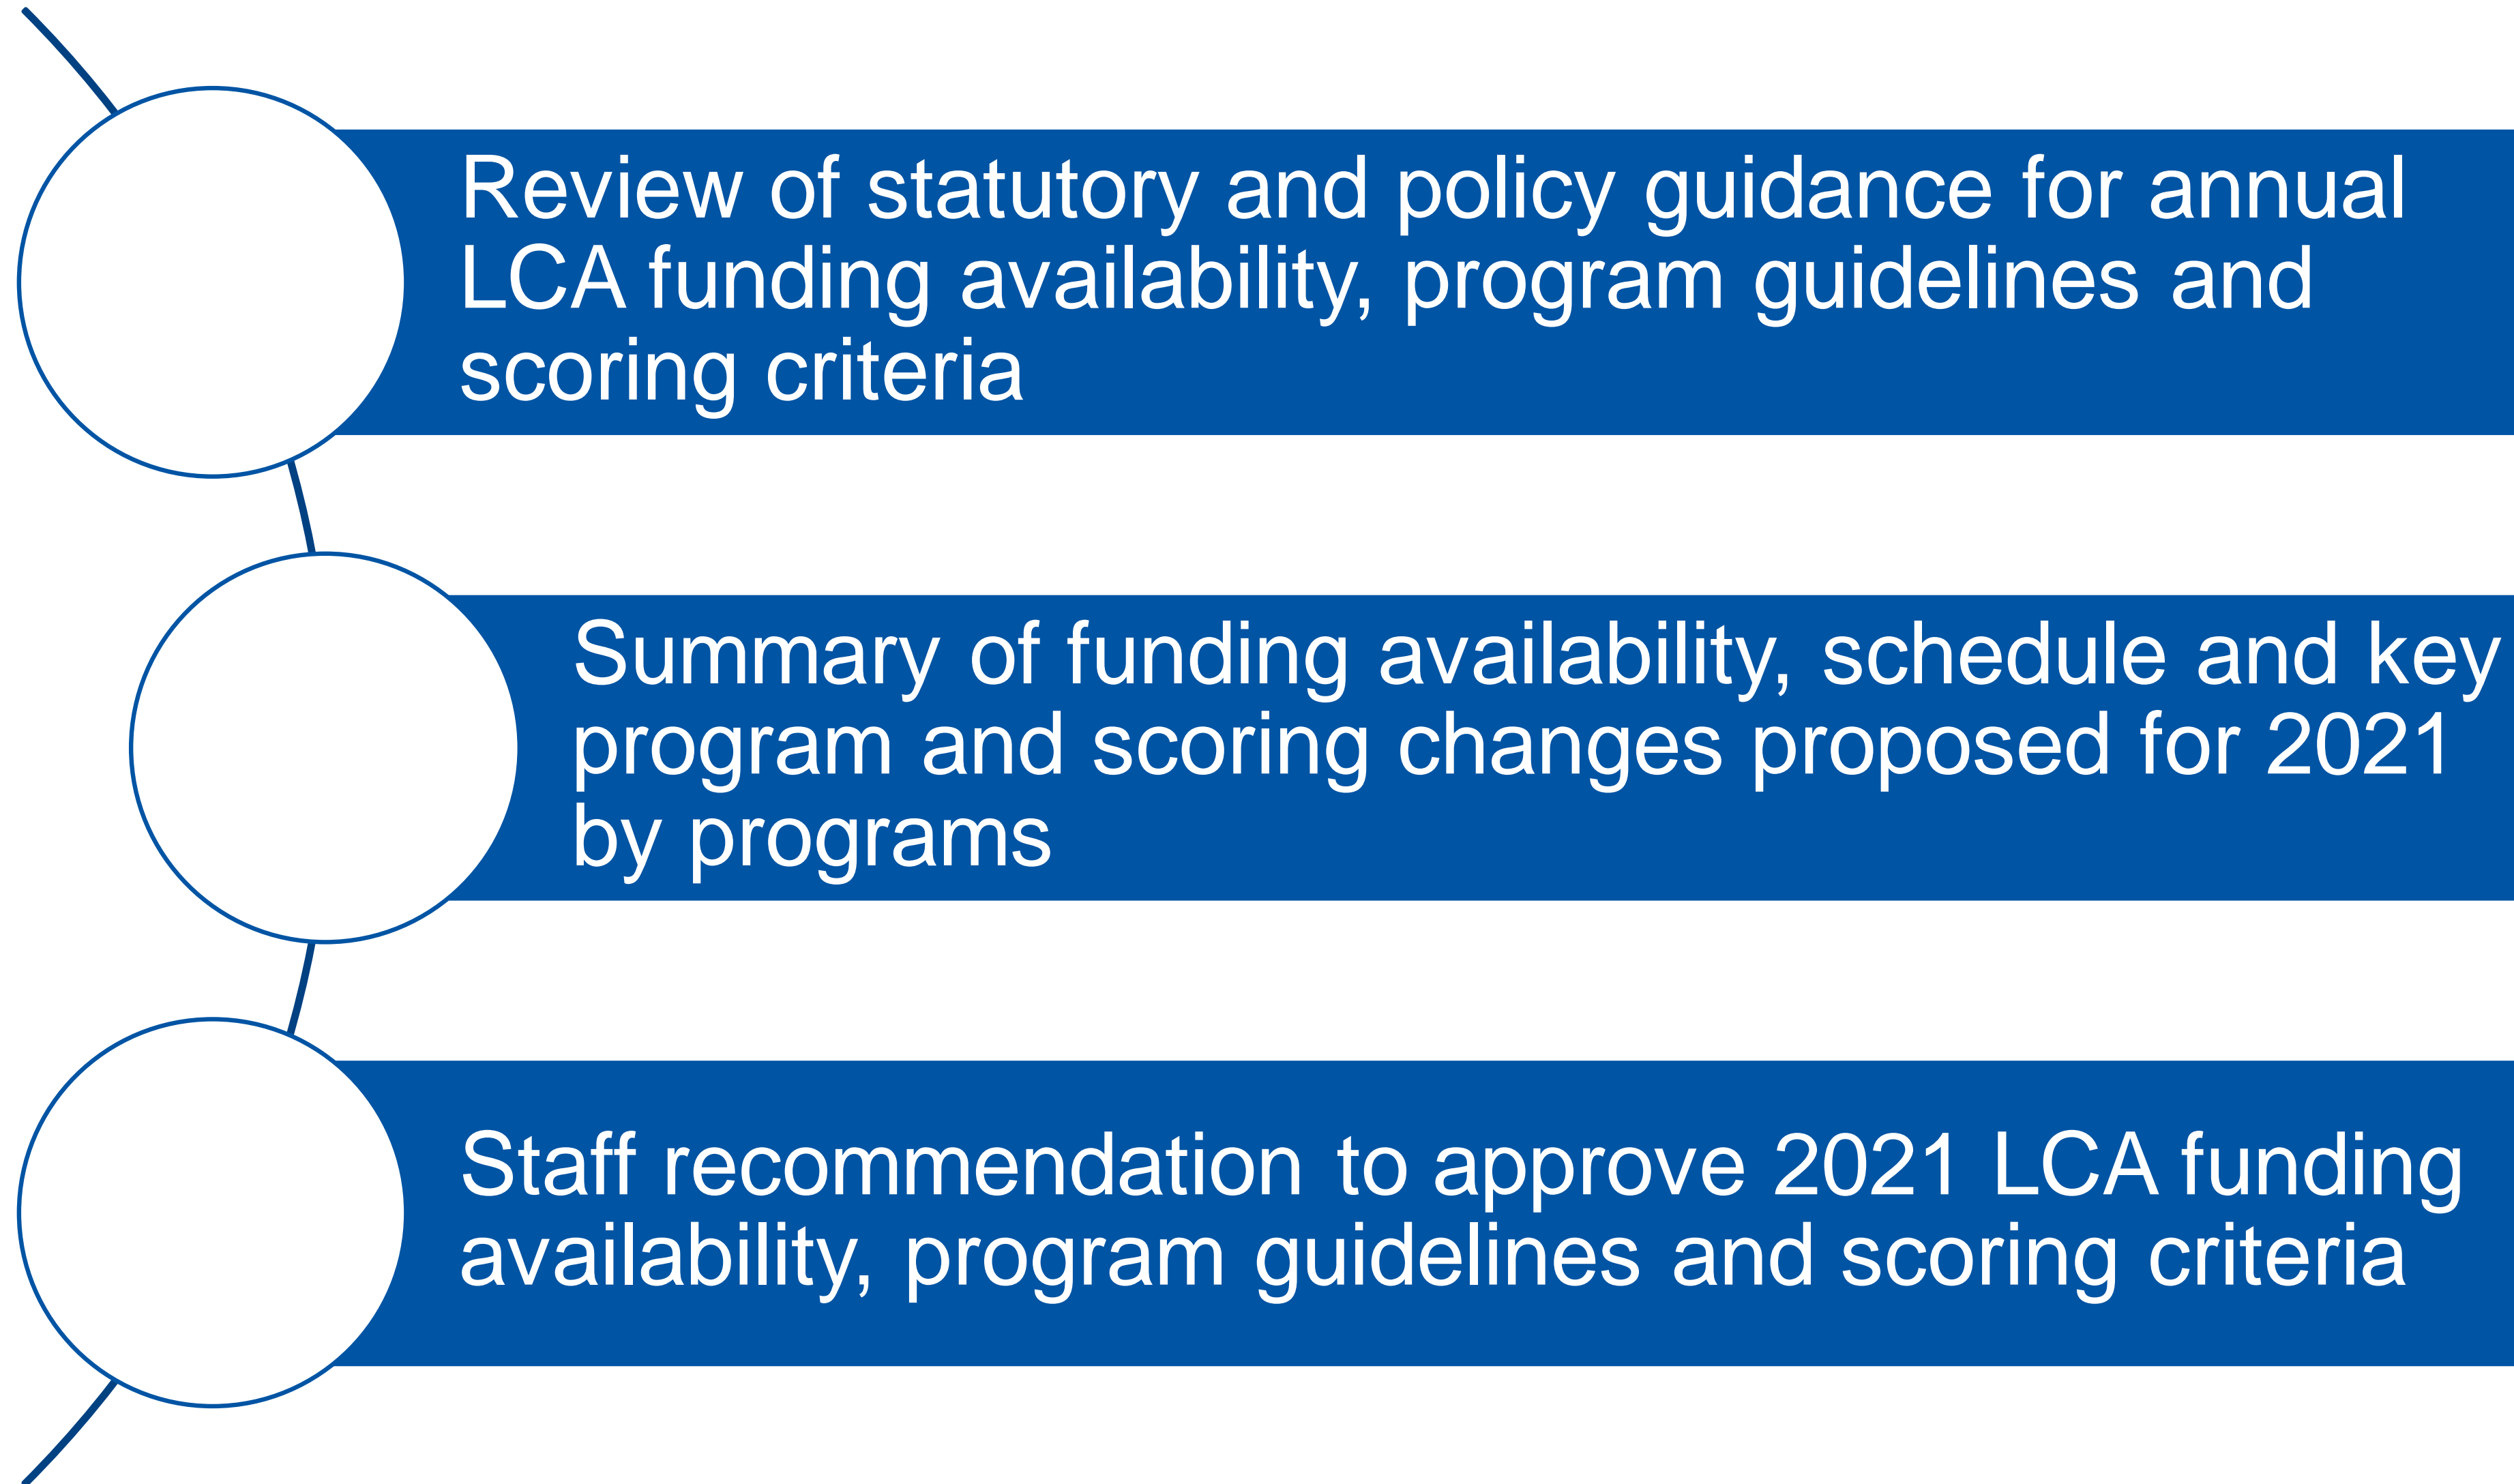 Review of statutory and policy guidance for annual
LCA funding availability, program guidelines and
scoring criteria
Summary of funding availability, schedule and key
program and scoring changes proposed for 2021
by programs
Staff recommendation to approve 2021 LCA funding
availability, program guidelines and scoring criteria